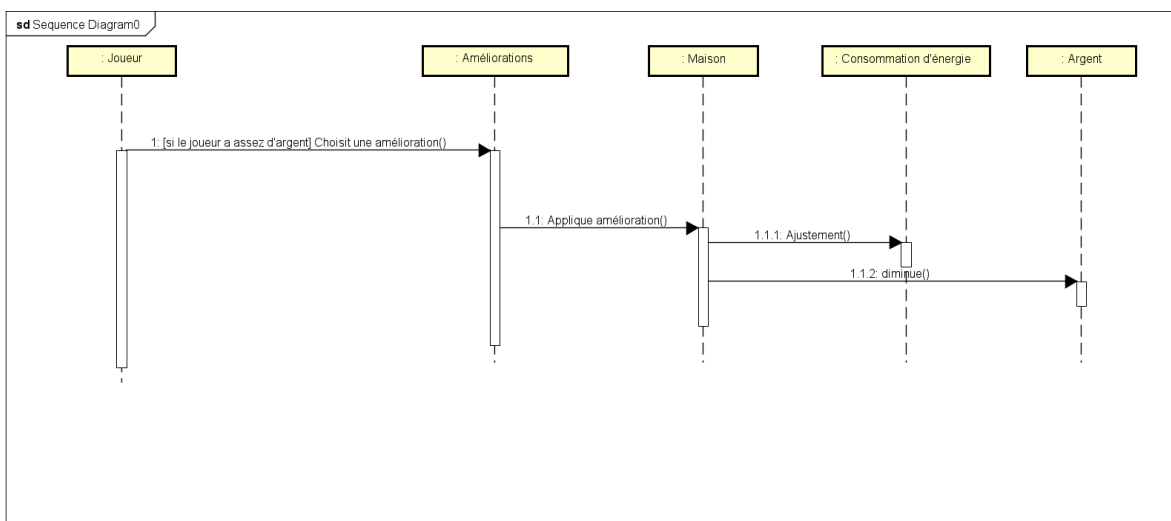 sd Sequence Diagram0
: Joueur
: Améliorations
: Maison
: Consommation d'énergie
: Argent
1: [si le joueur a assez d'argent] Choisit une amélioration()
1.1: Applique amélioration()
1.1.1: Ajustement()
1.1.2: diminue()